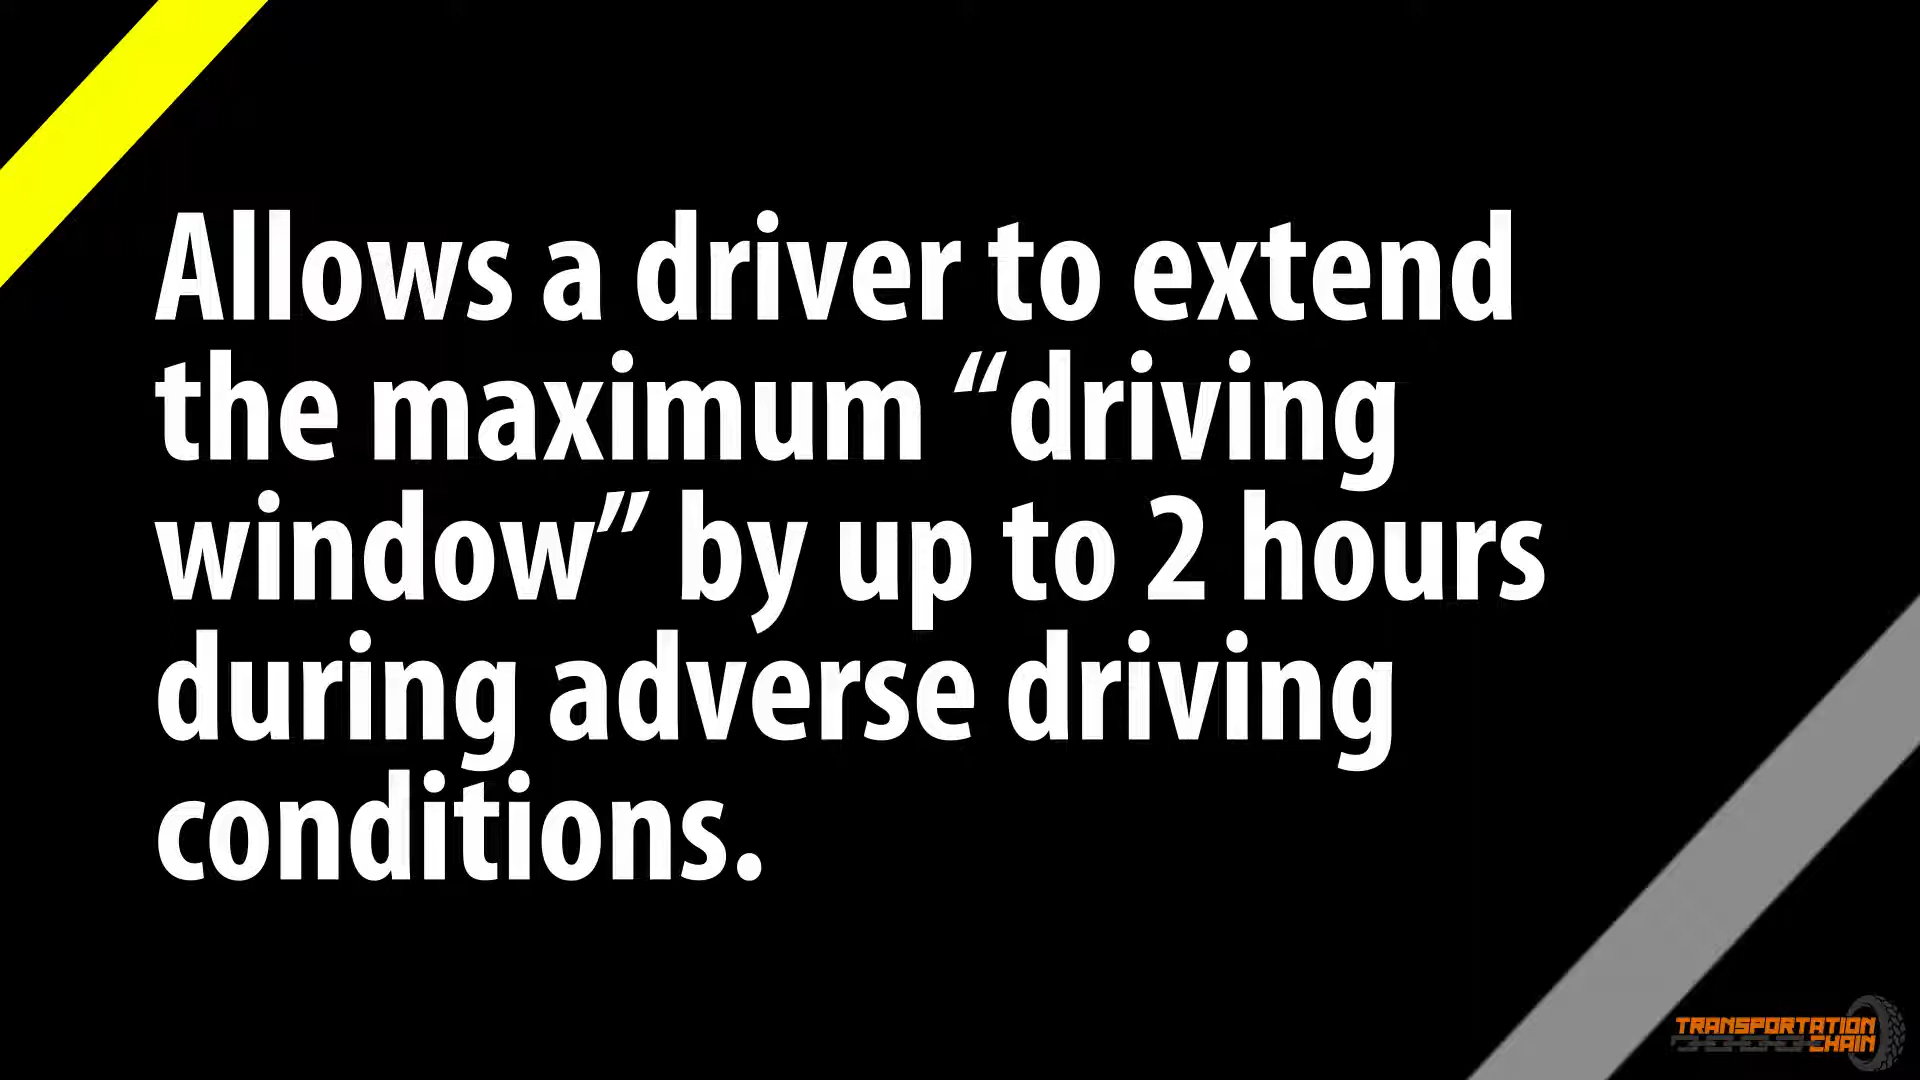 Allows a driver to extend
the maximum “driving
window” by up to 2 hours
during adverse driving
conditions.
TRANSPORTATION
CHAIN